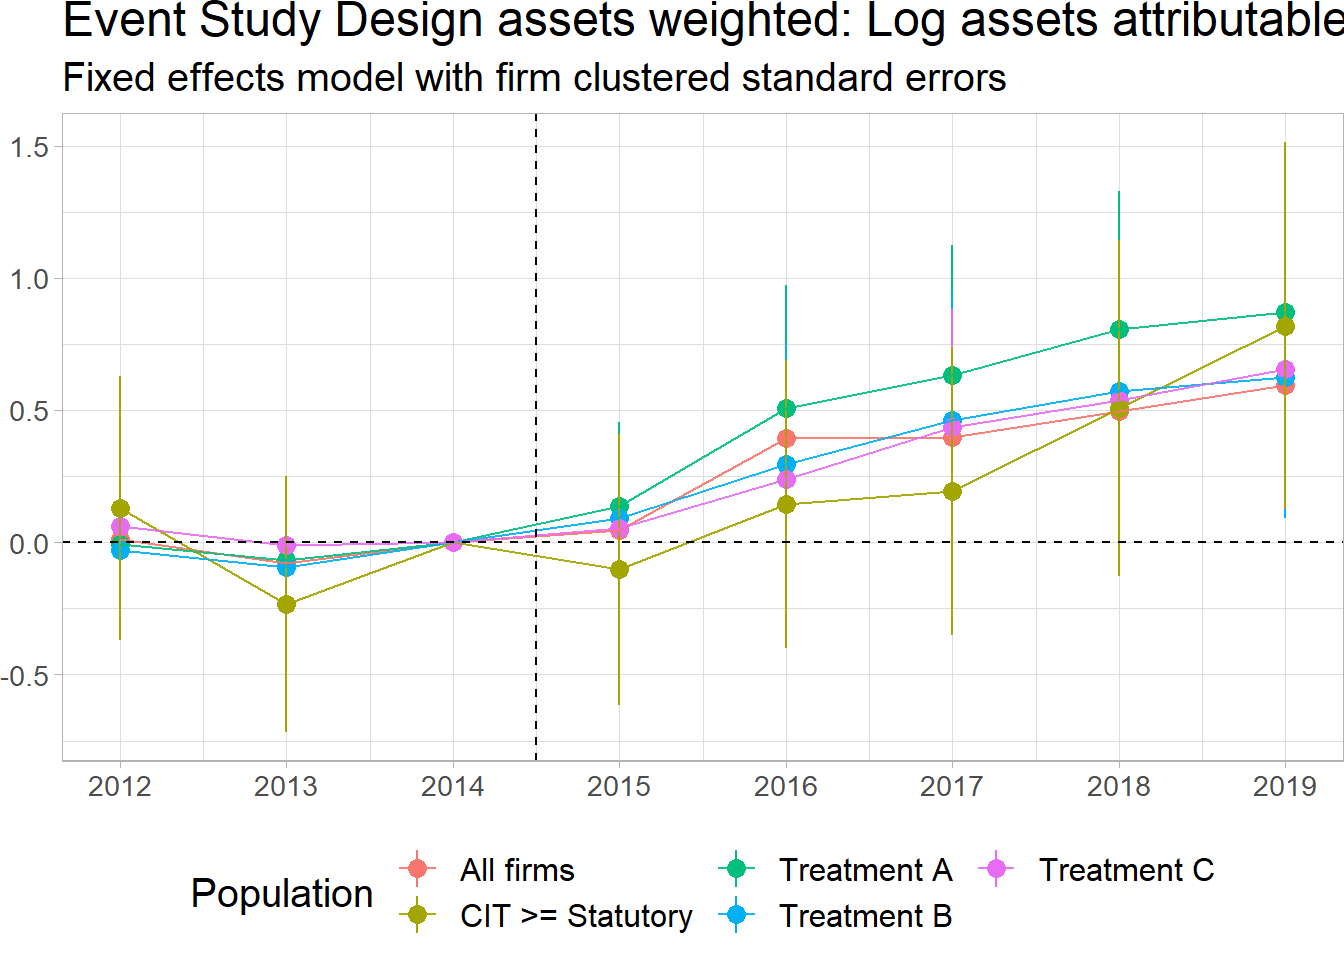 Event Study Design assets weighted: Log assets attributable
Fixed effects model with firm clustered standard errors
1.5
1.0
0.5
0.0
-0.5
2012 2013 2014 2015 2016 2017 2018 2019
Population
All firms Treatment A Treatment C
CIT >= Statutory Treatment B